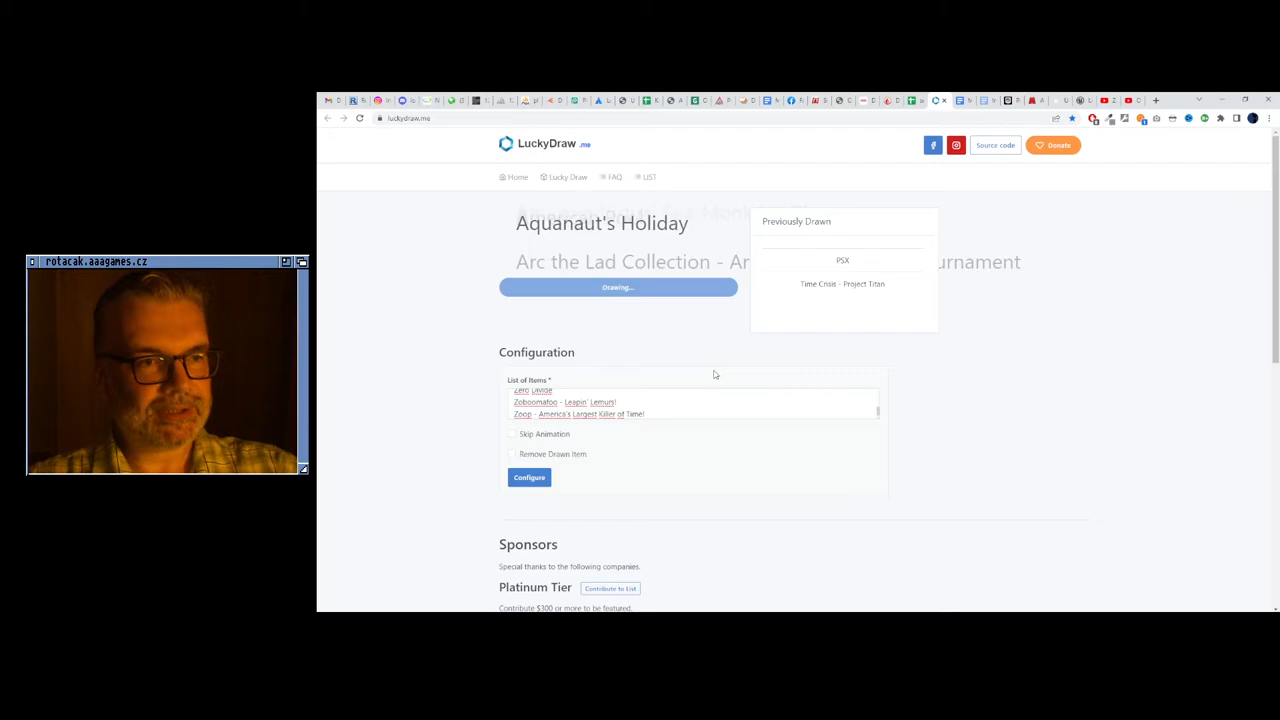 luckydraw.me
LuckyDraw .me
Source code
Donate
Home
Lucky Draw
FAQ
LIST
rotacak.aaagames.cz
Aquanaut's Holiday
Previously Drawn
PSX
Arc the Lad Collection - Ar
urnament
Time Crisis - Project Titan
Drawing...
Configuration
List of Items *
Zero Divide
Zoboomafoo - Leapin' Lemurs!
Zoop - America's Largest Killer of Time!
Skip Animation
Remove Drawn Item
Configure
Sponsors
Special thanks to the following companies.
Platinum Tier
Contribute to List
Contribute $300 or more to be featured.